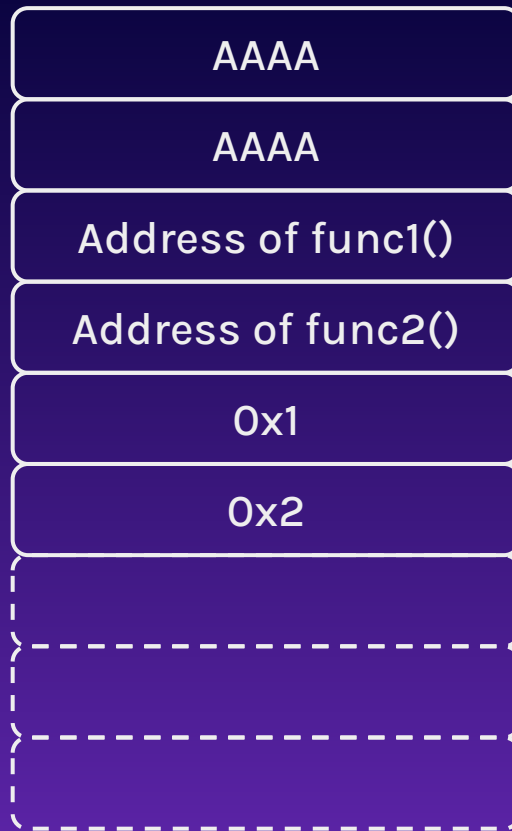 AAAA
AAAA
Address of func1()
Address of func2()
0x1
0x2